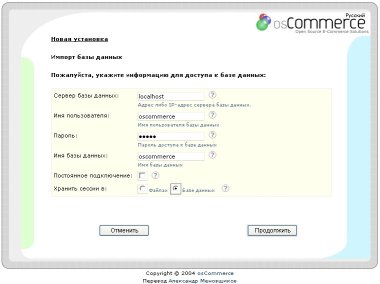 Русский
osCommerce
Open Source E-Commerce Solutions
Новая установка
Импорт базы данных
Пожалуйста, укажите информацию для доступа к базе данных:
Сервер базы данных: localhost
Адрес либо IP-адрес сервера базы данных.
Имя пользователя: oscommerce
Имя пользователя базы данных
Пароль: •••••
Пароль доступа к базе данных
Имя базы данных: oscommerce
Имя базы данных
Постоянное подключение:
Хранить сессии в: Файлах Базе данных
Отменить Продолжить
Copyright © 2004 osCommerce
Перевод Александр Меновщиков